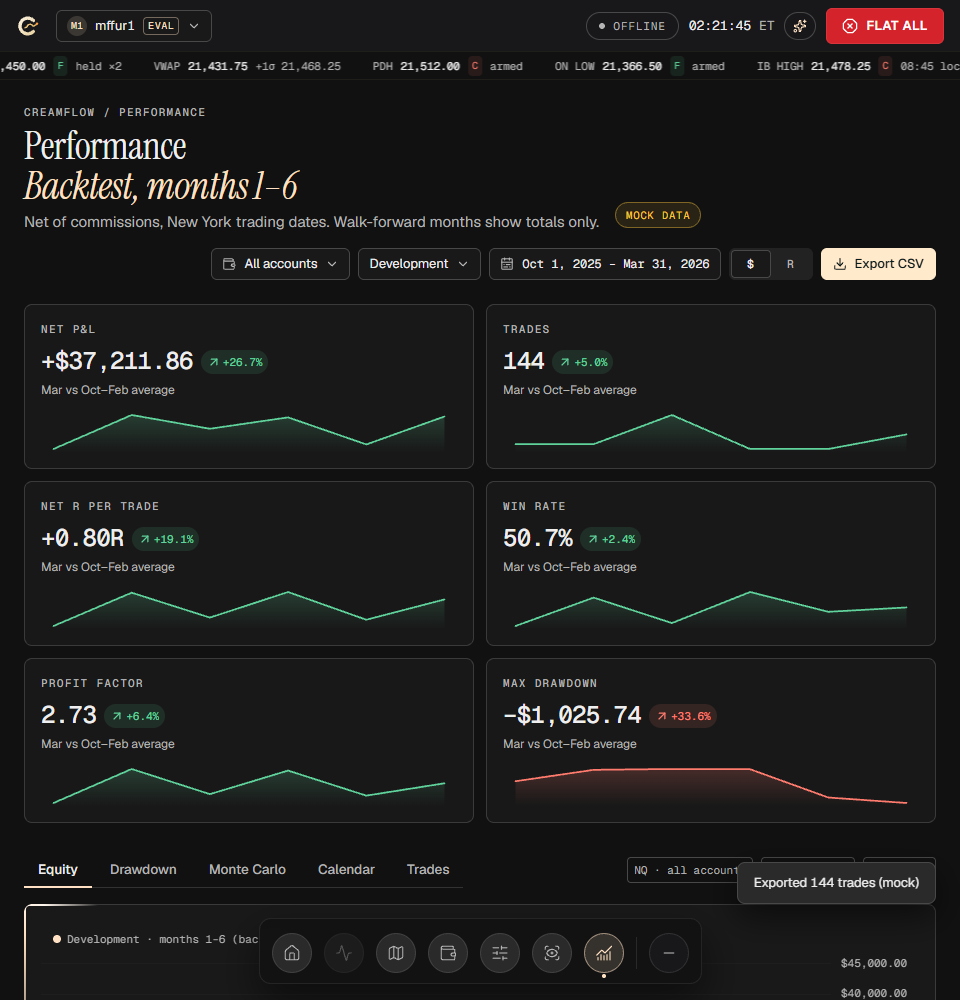 M1 mffur1 EVAL
OFFLINE 02:21:45 ET FLAT ALL
,450.00 F held ×2 VWAP 21,431.75 +1σ 21,468.25 PDH 21,512.00 C armed ON LOW 21,366.50 F armed IB HIGH 21,478.25 C 08:45 loc
CREAMFLOW / PERFORMANCE
Performance
Backtest, months 1–6
Net of commissions, New York trading dates. Walk-forward months show totals only.
MOCK DATA
All accounts Development Oct 1, 2025 – Mar 31, 2026 $ R Export CSV
NET P&L
+$37,211.86 +26.7%
Mar vs Oct–Feb average
TRADES
144 +5.0%
Mar vs Oct–Feb average
NET R PER TRADE
+0.80R +19.1%
Mar vs Oct–Feb average
WIN RATE
50.7% +2.4%
Mar vs Oct–Feb average
PROFIT FACTOR
2.73 +6.4%
Mar vs Oct–Feb average
MAX DRAWDOWN
−$1,025.74 +33.6%
Mar vs Oct–Feb average
Equity Drawdown Monte Carlo Calendar Trades
NQ · all account
Exported 144 trades (mock)
Development · months 1–6 (bac
$45,000.00
$40,000.00